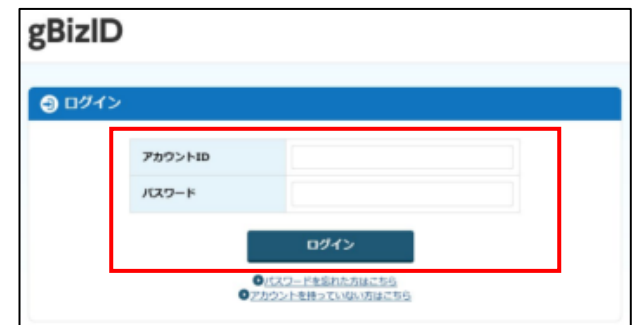 gBizID
ログイン
アカウントID
パスワード
ログイン
パスワードを忘れた方はこちら
アカウントを持っていない方はこちら